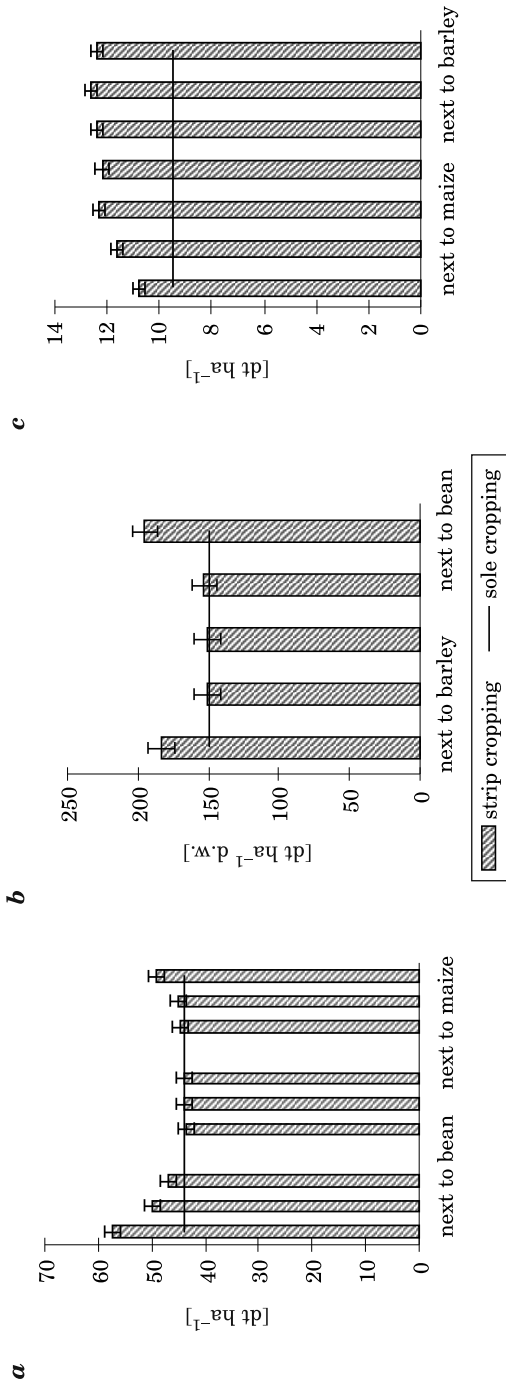 a
[dt ha⁻¹]
70
60
50
40
30
20
10
0
next to bean
next to maize
b
[dt ha⁻¹ d.w.]
250
200
150
100
50
0
next to barley
next to bean
strip cropping
sole cropping
c
[dt ha⁻¹]
14
12
10
8
6
4
2
0
next to maize
next to barley